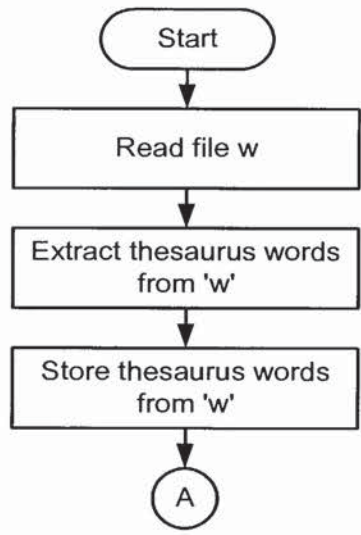 Start
Read file w
Extract thesaurus words
from 'w'
Store thesaurus words
from 'w'
A